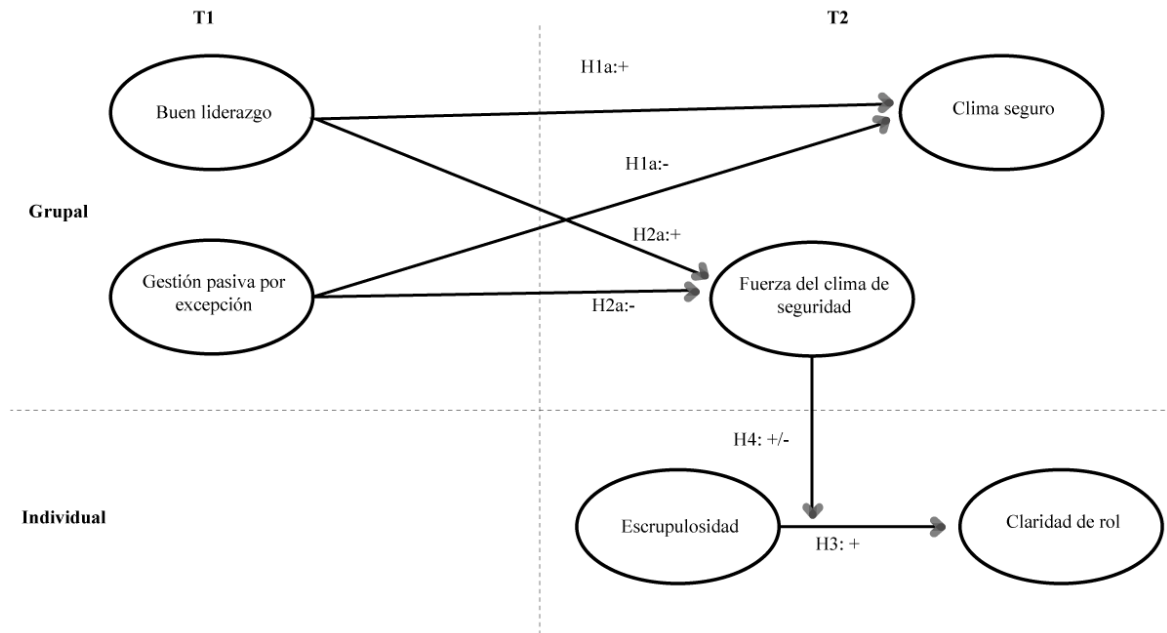 T1
T2
Buen liderazgo
H1a:+
Clima seguro
H1a:-
Grupal
H2a:+
Gestión pasiva por
excepción
H2a:-
Fuerza del clima de
seguridad
H4: +/-
Individual
Escrupulosidad
H3: +
Claridad de rol